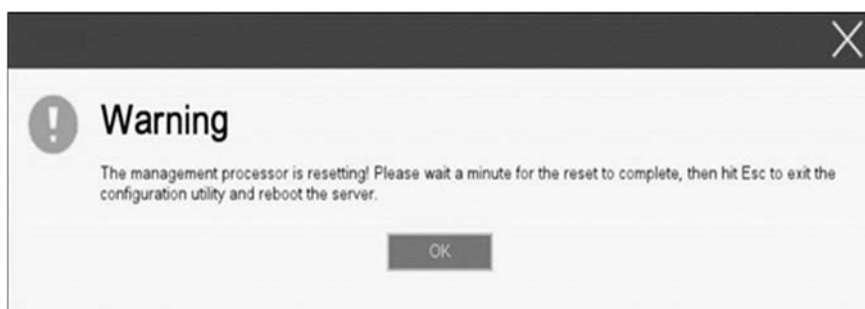 Warning
The management processor is resetting! Please wait a minute for the reset to complete, then hit Esc to exit the
configuration utility and reboot the server.
OK